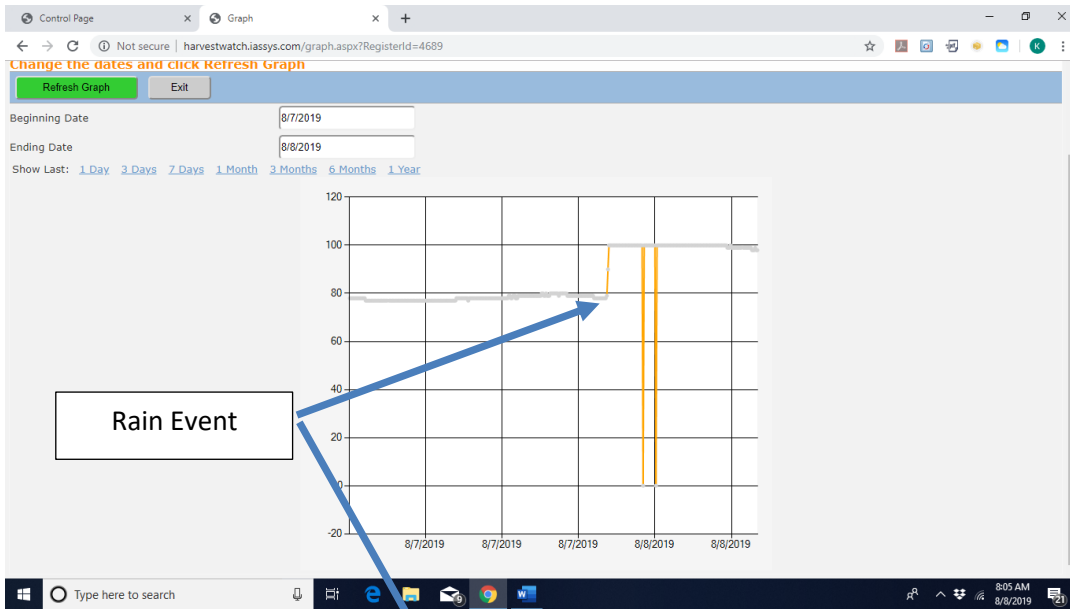 Control Page × Graph × +
Not secure | harvestwatch.iassys.com/graph.aspx?RegisterId=4689 K
Change the dates and click Refresh Graph
Refresh Graph Exit
Beginning Date 8/7/2019
Ending Date 8/8/2019
Show Last: 1 Day 3 Days 7 Days 1 Month 3 Months 6 Months 1 Year
120
100
80
60
40
Rain Event
20
0
-20
8/7/2019 8/7/2019 8/7/2019 8/8/2019 8/8/2019
Type here to search 9 W 8:05 AM
8/8/2019 21